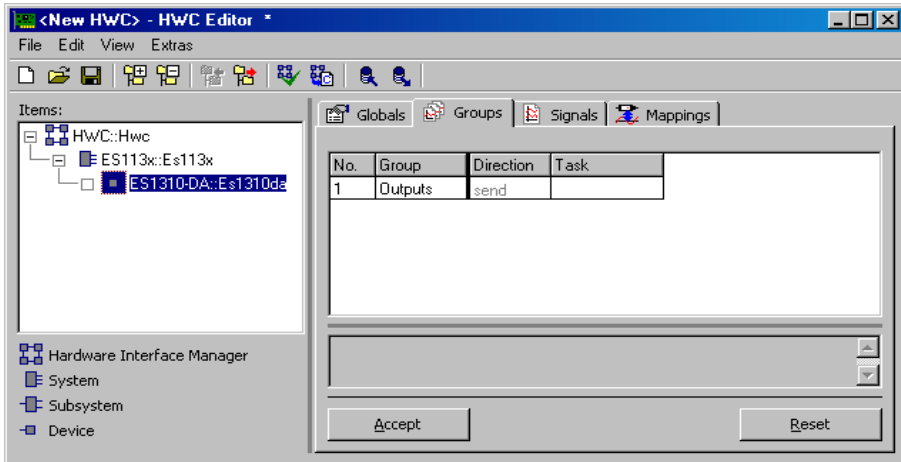 <New HWC> - HWC Editor *
File Edit View Extras
Items:
HWC::Hwc
ES113x::Es113x
ES1310-DA::Es1310da
Hardware Interface Manager
System
Subsystem
Device
Globals Groups Signals Mappings
No. Group Direction Task
1 Outputs send
Accept Reset